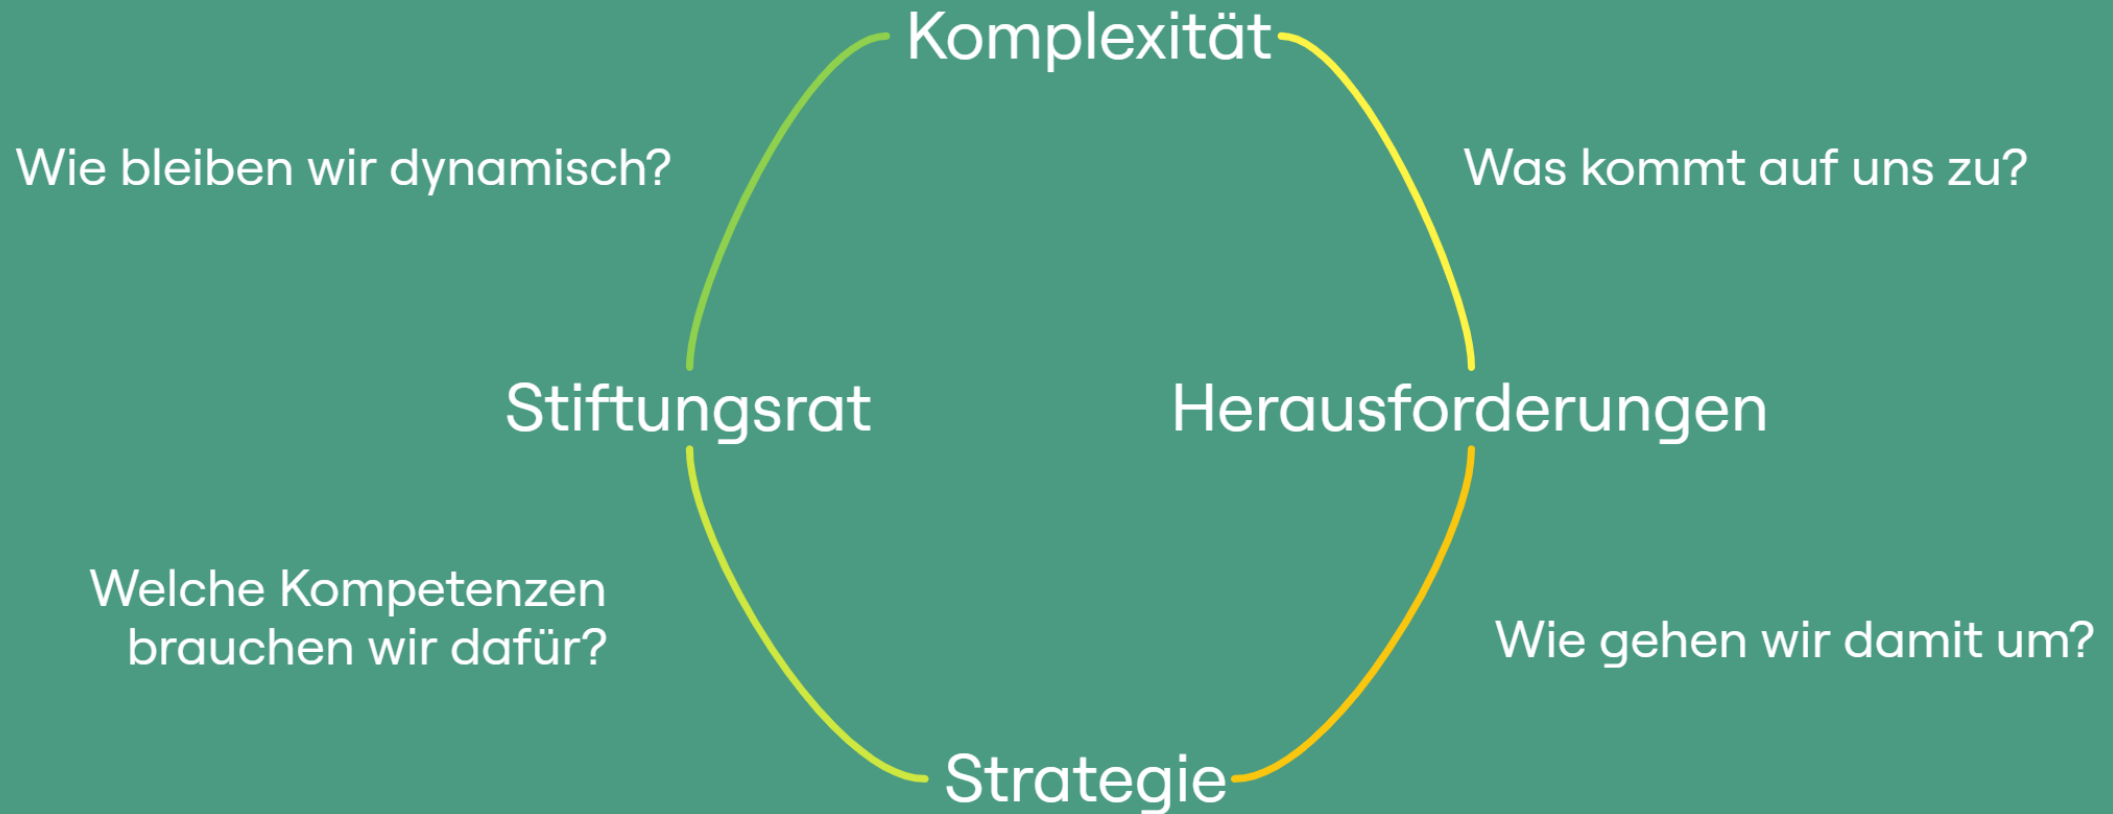 Komplexität
Wie bleiben wir dynamisch?
Was kommt auf uns zu?
Stiftungsrat
Herausforderungen
Welche Kompetenzen
brauchen wir dafür?
Wie gehen wir damit um?
Strategie